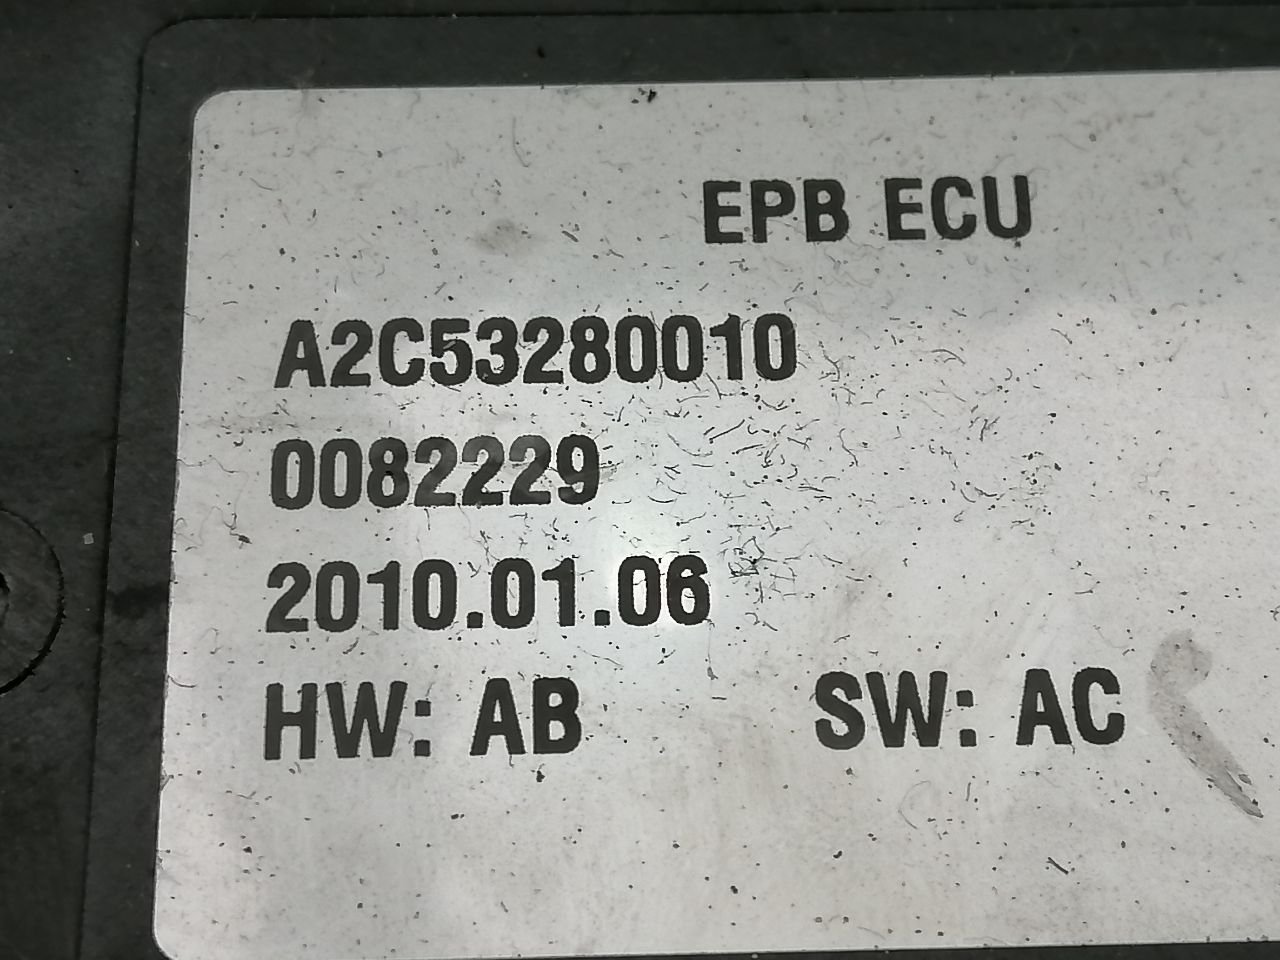 EPB ECU
A2C53280010
0082229
2010.01.06
HW: AB SW: AC